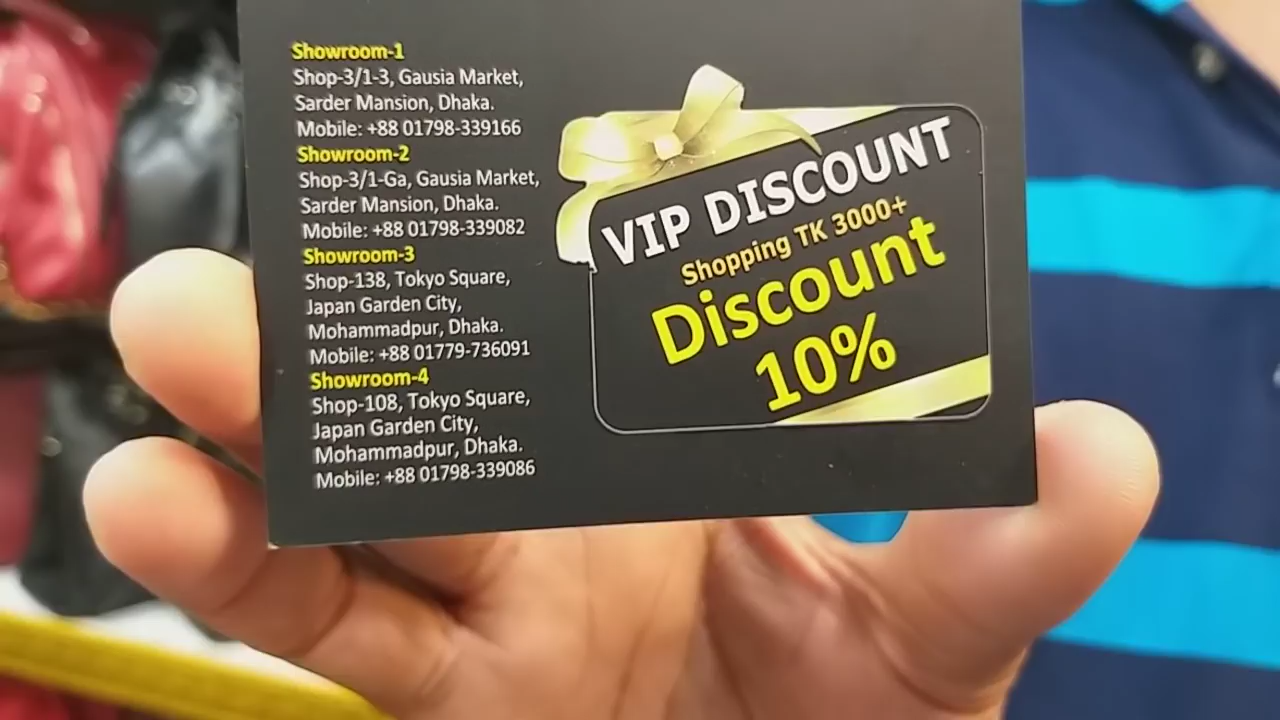 Showroom-1
Shop-3/1-3, Gausia Market,
Sarder Mansion, Dhaka.
Mobile: +88 01798-339166
Showroom-2
Shop-3/1-Ga, Gausia Market,
Sarder Mansion, Dhaka.
Mobile: +88 01798-339082
Showroom-3
Shop-138, Tokyo Square,
Japan Garden City,
Mohammadpur, Dhaka.
Mobile: +88 01779-736091
Showroom-4
Shop-108, Tokyo Square,
Japan Garden City,
Mohammadpur, Dhaka.
Mobile: +88 01798-339086
VIP DISCOUNT
Shopping TK 3000+
Discount
10%